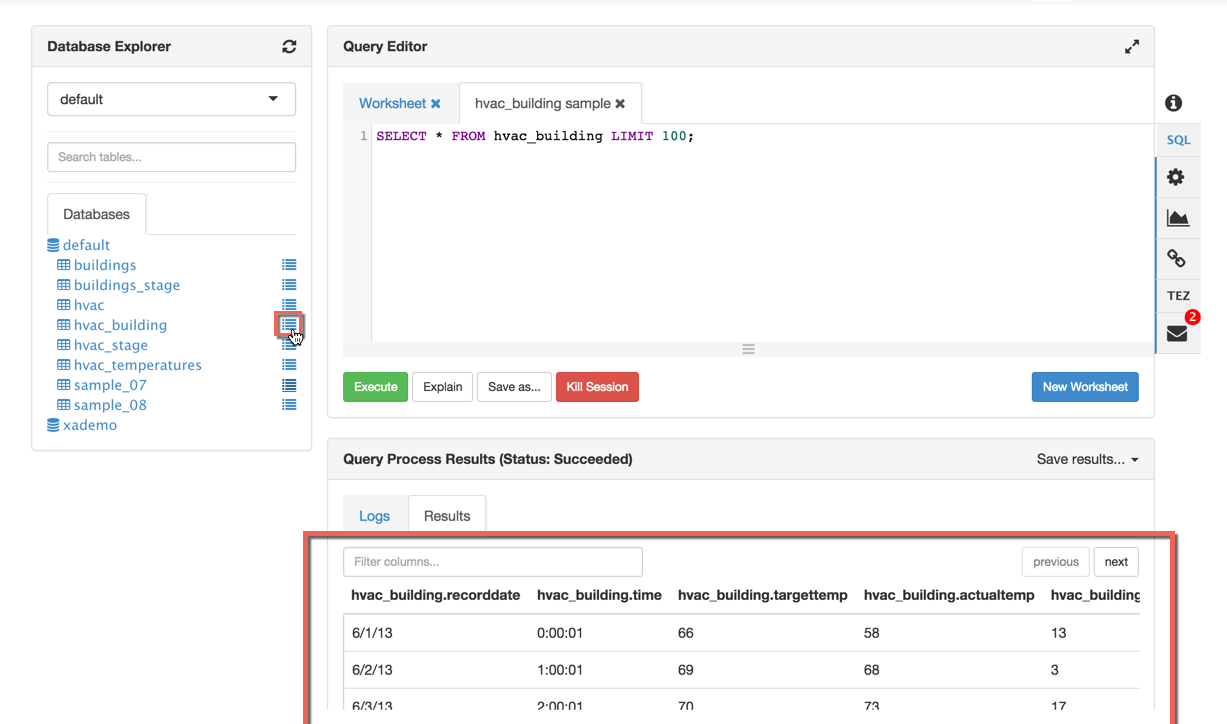 Database Explorer
default
Search tables...
Databases
default
buildings
buildings_stage
hvac
hvac_building
hvac_stage
hvac_temperatures
sample_07
sample_08
xademo
Query Editor
Worksheet hvac_building sample
1 SELECT * FROM hvac_building LIMIT 100;
Execute Explain Save as... Kill Session New Worksheet
SQL
TEZ
2
Query Process Results (Status: Succeeded) Save results...
Logs Results
Filter columns... previous next
hvac_building.recorddate hvac_building.time hvac_building.targettemp hvac_building.actualtemp hvac_building
6/1/13 0:00:01 66 58 13
6/2/13 1:00:01 69 68 3
6/3/13 2:00:01 70 73 17